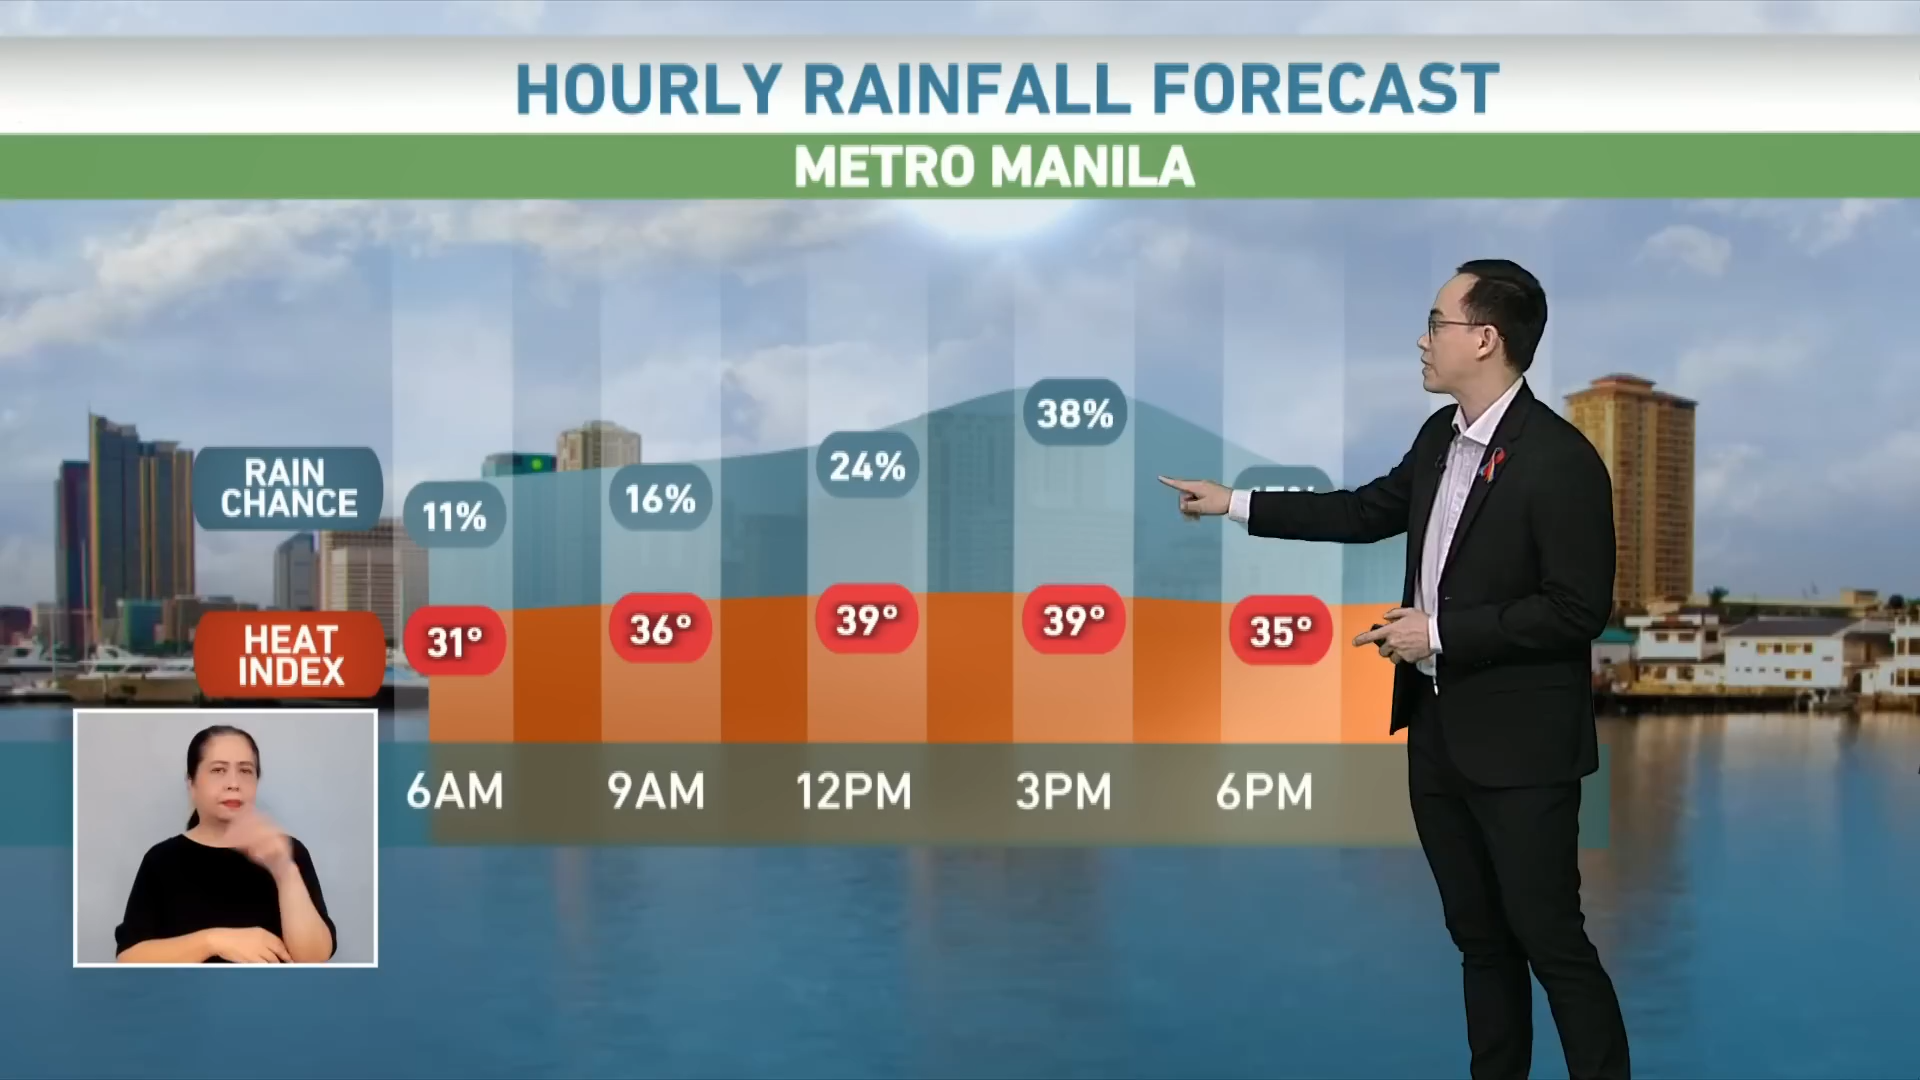 HOURLY RAINFALL FORECAST
METRO MANILA
RAIN
CHANCE
11%
16%
24%
38%
HEAT
INDEX
31°
36°
39°
39°
35°
6AM
9AM
12PM
3PM
6PM